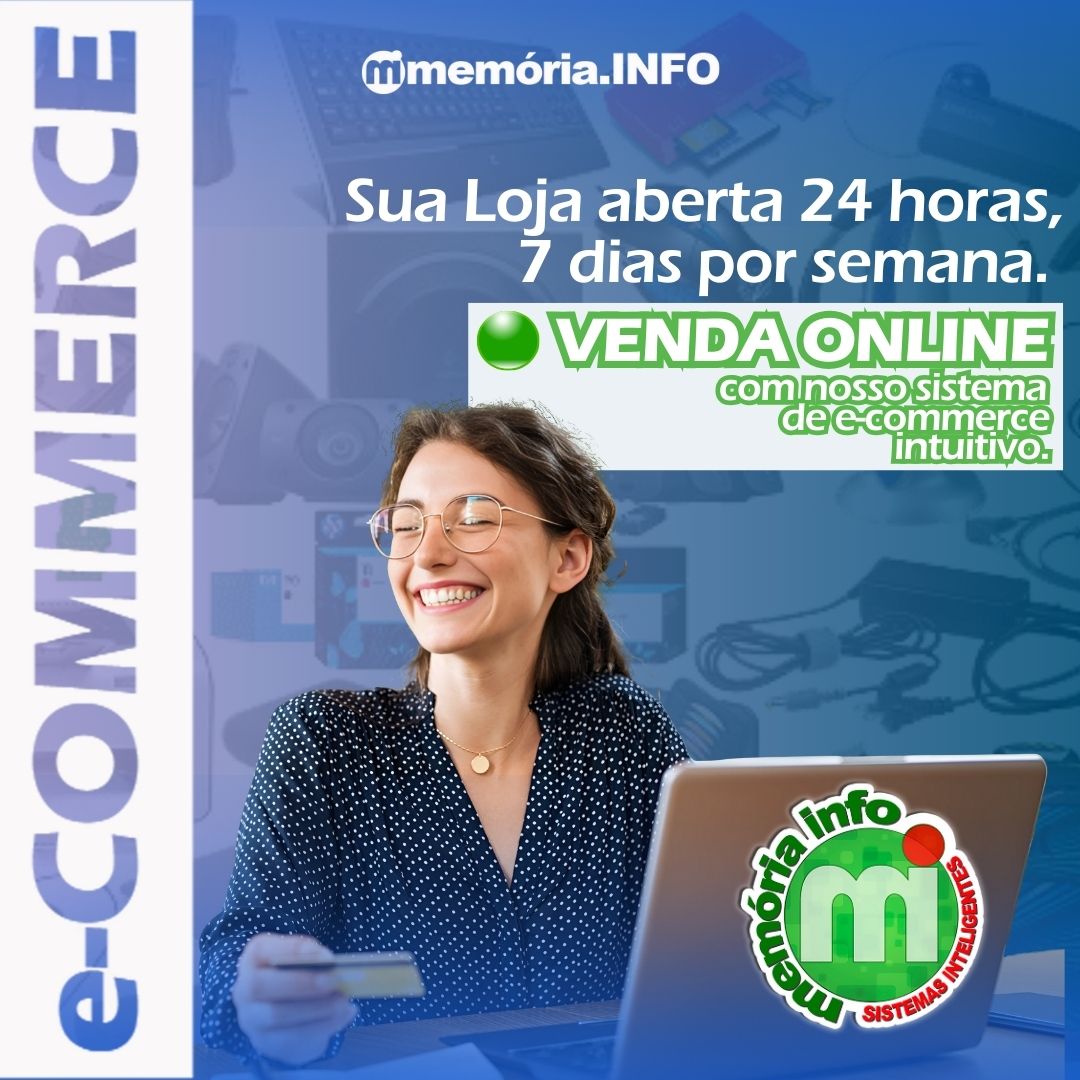 e-COMMERCE
mi memória.INFO
Sua Loja aberta 24 horas,
7 dias por semana.
VENDA ONLINE
com nosso sistema
de e-commerce
intuitivo.
memória info
mi
SISTEMAS INTELIGENTES